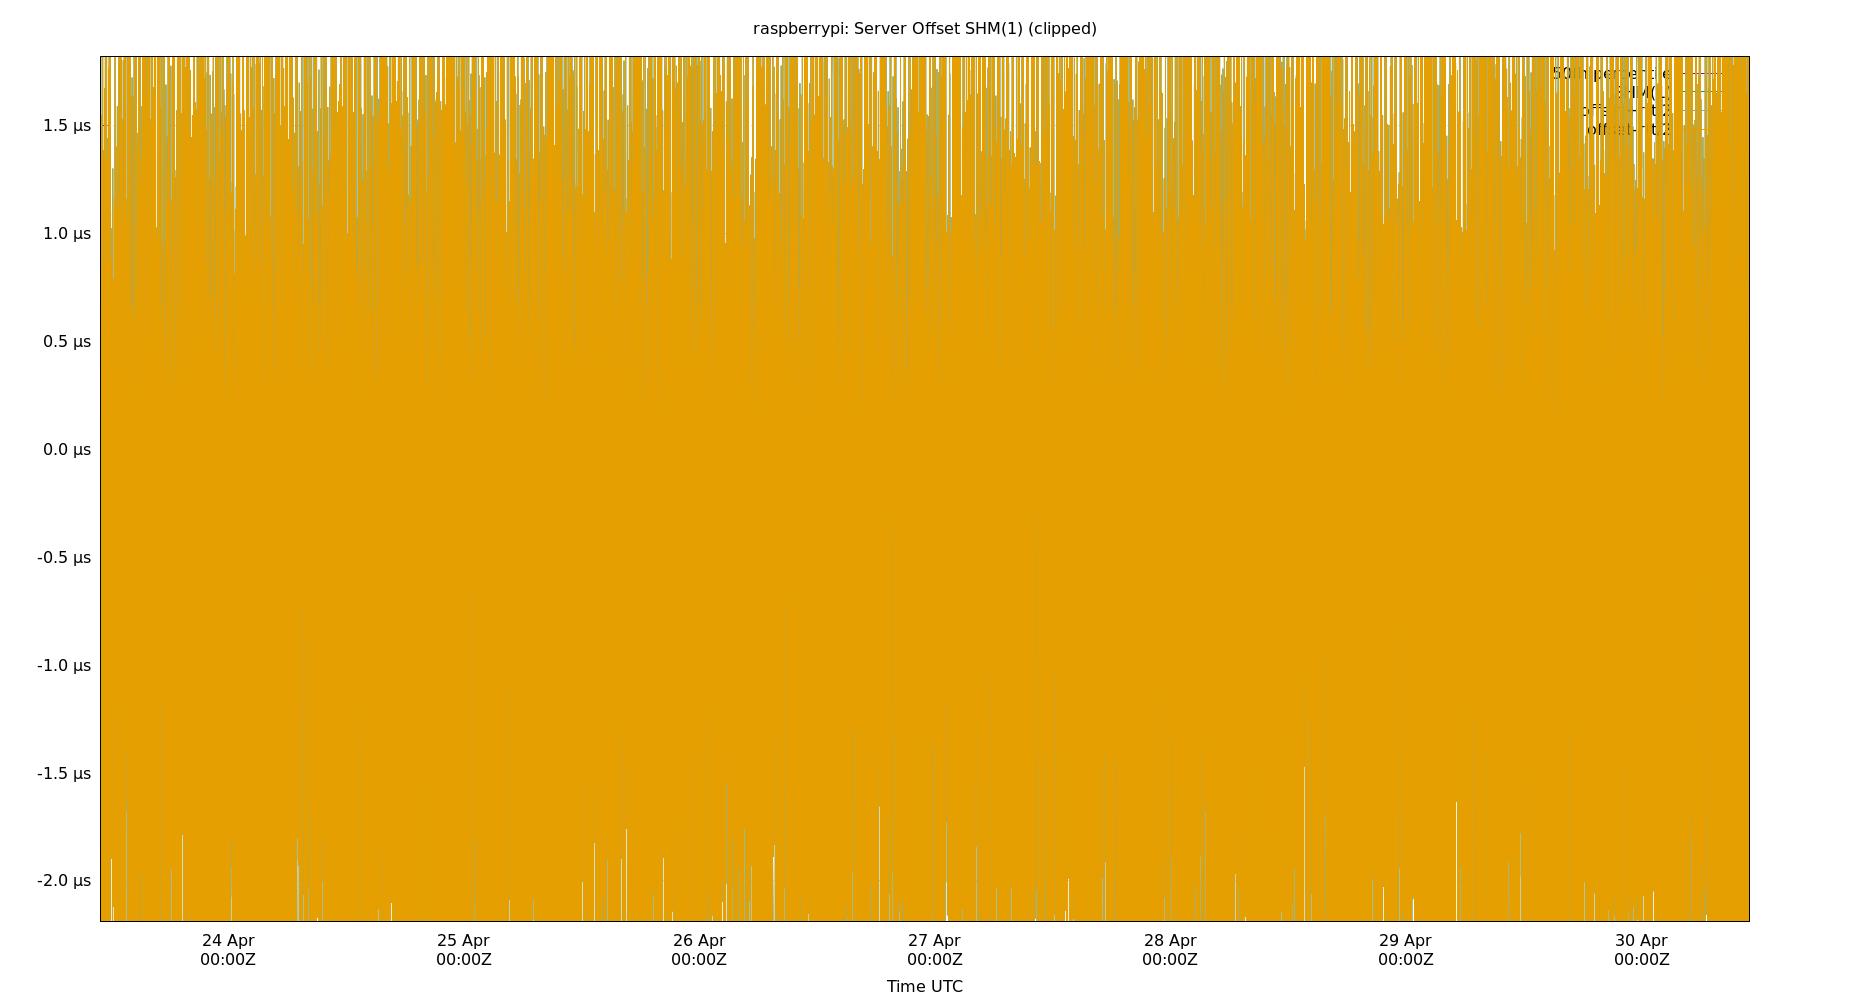 raspberrypi: Server Offset SHM(1) (clipped)
50th percentile
1.5 µs
1.0 µs
0.5 µs
0.0 µs
-0.5 µs
-1.0 µs
-1.5 µs
-2.0 µs
24 Apr 25 Apr 26 Apr 27 Apr 28 Apr 29 Apr 30 Apr
00:00Z 00:00Z 00:00Z 00:00Z 00:00Z 00:00Z 00:00Z
Time UTC